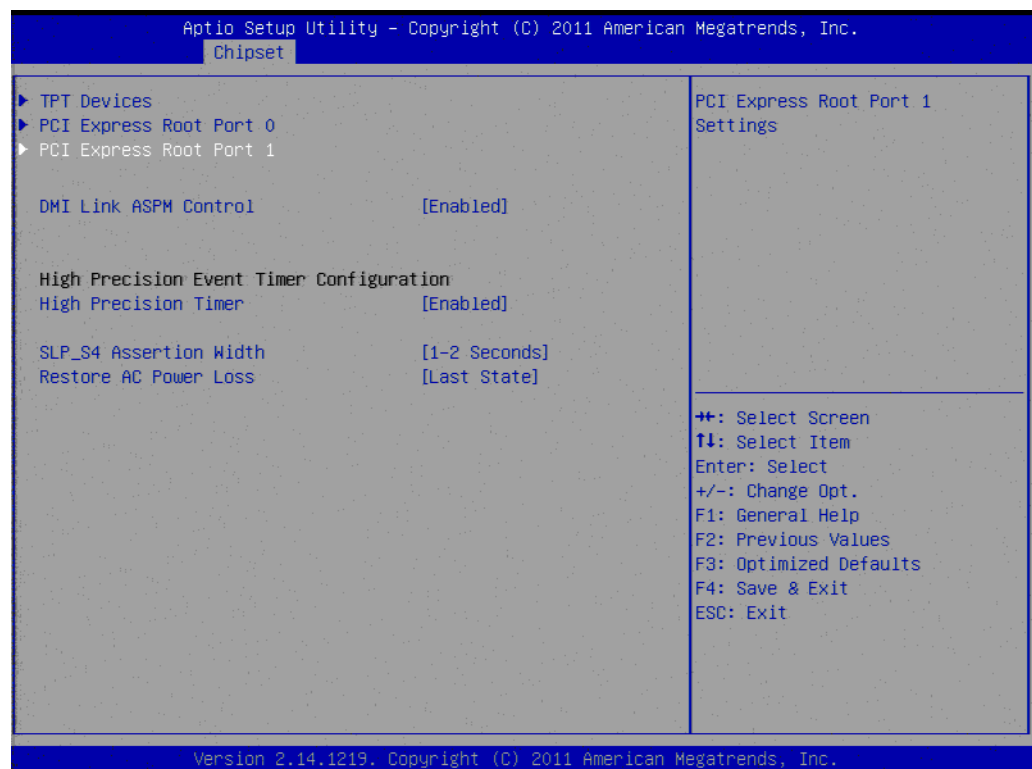 Aptio Setup Utility – Copyright (C) 2011 American Megatrends, Inc.
Chipset
▶ TPT Devices
▶ PCI Express Root Port 0
▶ PCI Express Root Port 1
DMI Link ASPM Control [Enabled]
High Precision Event Timer Configuration
High Precision Timer [Enabled]
SLP_S4 Assertion Width [1-2 Seconds]
Restore AC Power Loss [Last State]
PCI Express Root Port 1
Settings
→←: Select Screen
↑↓: Select Item
Enter: Select
+/-: Change Opt.
F1: General Help
F2: Previous Values
F3: Optimized Defaults
F4: Save & Exit
ESC: Exit
Version 2.14.1219. Copyright (C) 2011 American Megatrends, Inc.